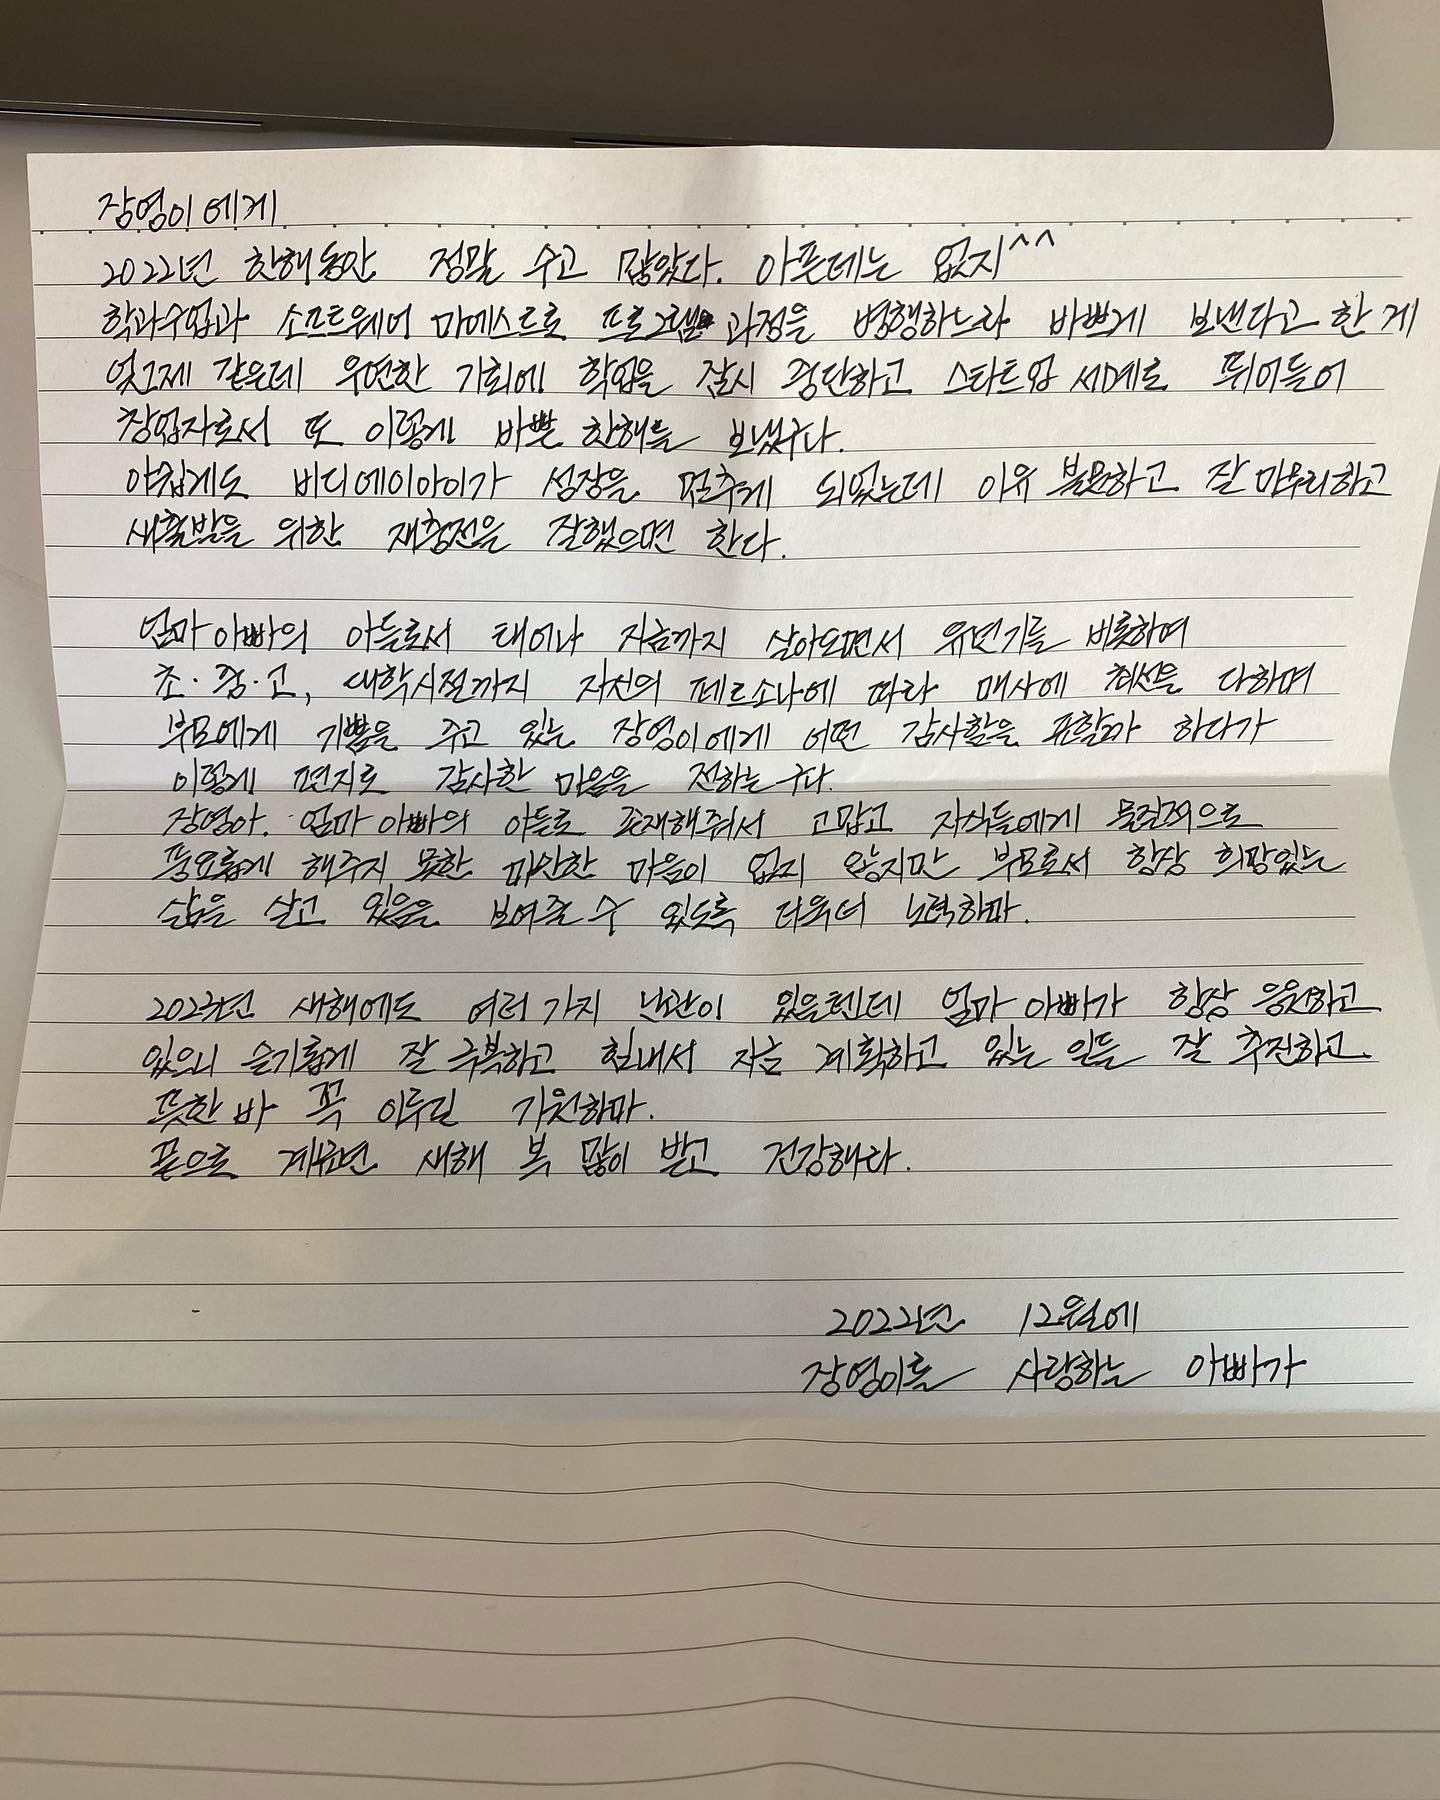 장영이에게
2022년 한해동안 정말 수고 많았다. 아픈데는 없지^^
학과수업과 소프트웨어 마에스트로 프로그램 과정을 병행하느라 바쁘게 보낸다고 한 게
엊그제 같은데 우연한 기회에 학업을 잠시 중단하고 스타트업 세계로 뛰어들어
창업자로서 또 이렇게 바쁜 한해를 보냈구나.
아쉽게도 비디에이아이가 성장을 멈추게 되었는데 이유 불문하고 잘 마무리하고
새출발을 위한 재충전을 잘했으면 한다.
엄마 아빠의 아들로서 태어나 지금까지 살아오면서 유년기를 비롯하여
초·중·고, 대학시절까지 자신의 페르소나에 따라 매사에 최선을 다하며
부모에게 기쁨을 주고 있는 장영이에게 어떤 감사함을 표할까 하다가
이렇게 편지로 감사한 마음을 전하는구나.
장영아. 엄마 아빠의 아들로 존재해줘서 고맙고 자식들에게 물질적으로
풍요롭게 해주지 못한 미안한 마음이 없지 않지만 부모로서 항상 희망있는
삶을 살고 있음을 보여줄 수 있도록 더욱더 노력하마.
2023년 새해에도 여러 가지 난관이 있을텐데 엄마 아빠가 항상 응원하고
있으니 슬기롭게 잘 극복하고 힘내서 지금 계획하고 있는 일들 잘 추진하고
뜻한 바 꼭 이루길 기원하마.
끝으로 계묘년 새해 복 많이 받고 건강해라.
2022년 12월에
장영이를 사랑하는 아빠가